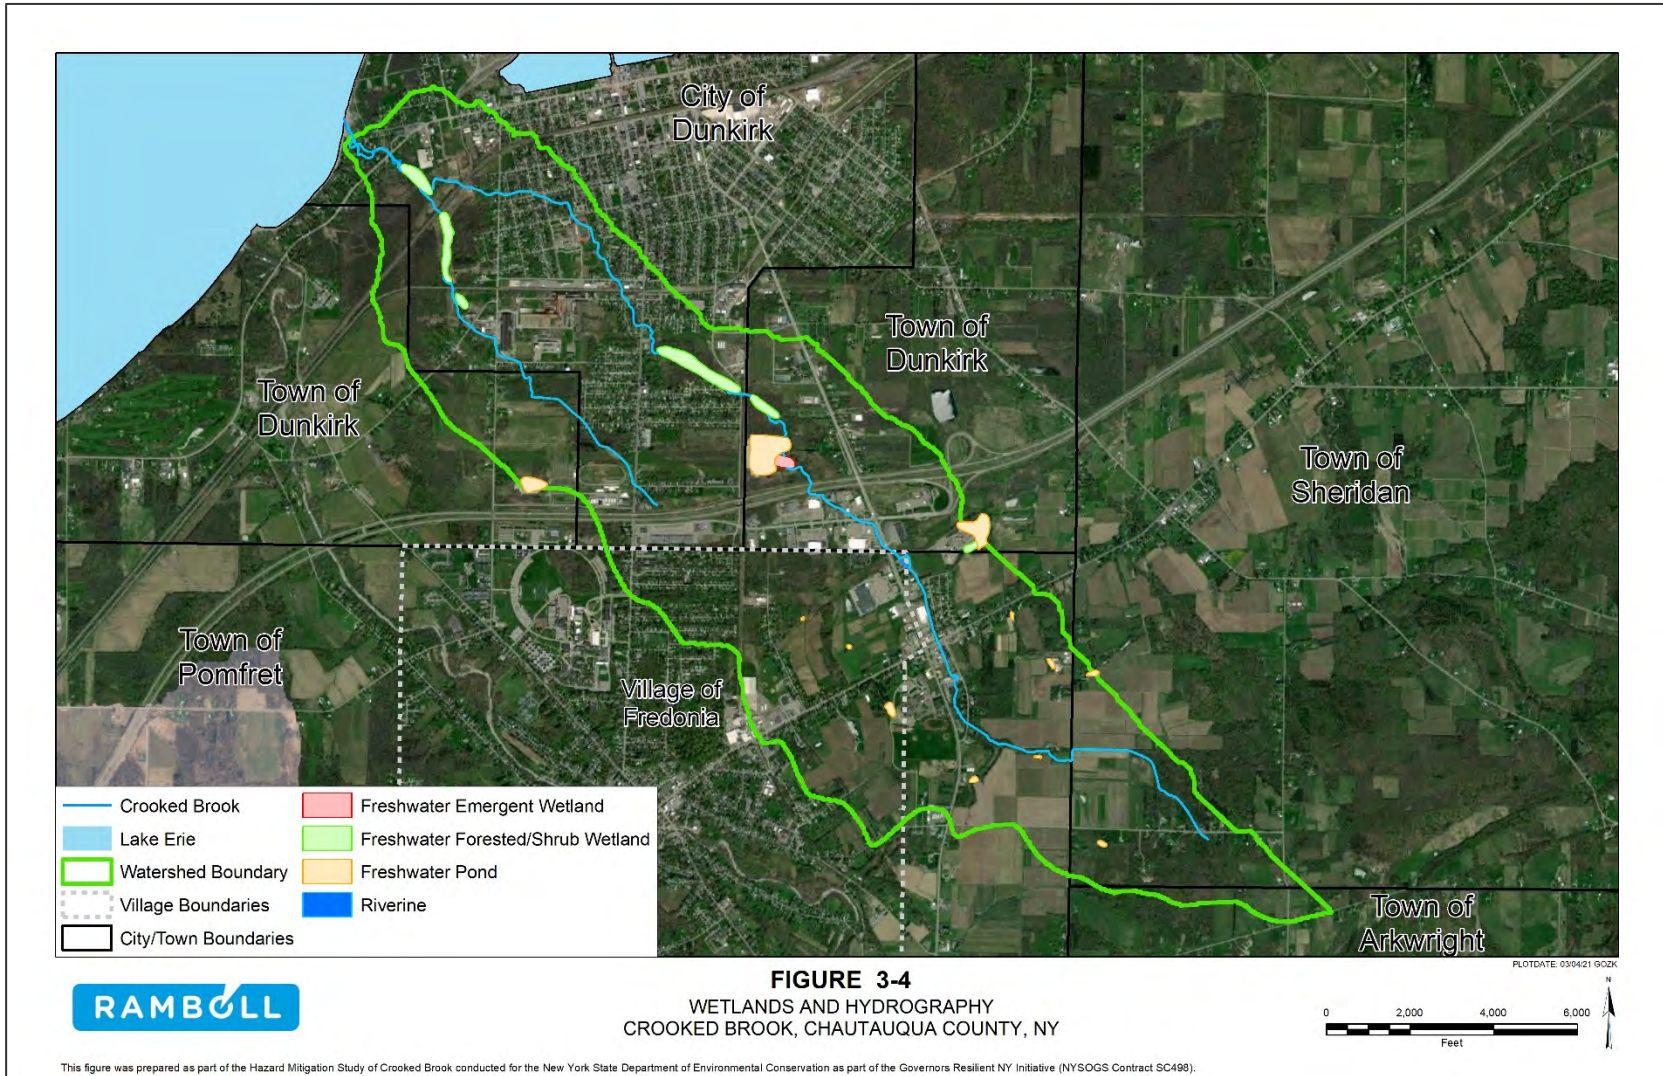 City of
Dunkirk
Town of
Dunkirk
Town of
Dunkirk
Town of
Sheridan
Town of
Pomfret
Village of
Fredonia
Town of
Arkwright
Crooked Brook
Lake Erie
Watershed Boundary
Village Boundaries
City/Town Boundaries
Freshwater Emergent Wetland
Freshwater Forested/Shrub Wetland
Freshwater Pond
Riverine
PLOTDATE: 03/04/21 GOZK
RAMBOLL
FIGURE 3-4
WETLANDS AND HYDROGRAPHY
CROOKED BROOK, CHAUTAUQUA COUNTY, NY
0 2,000 4,000 6,000
Feet
N
This figure was prepared as part of the Hazard Mitigation Study of Crooked Brook conducted for the New York State Department of Environmental Conservation as part of the Governors Resilient NY Initiative (NYSOGS Contract SC498).